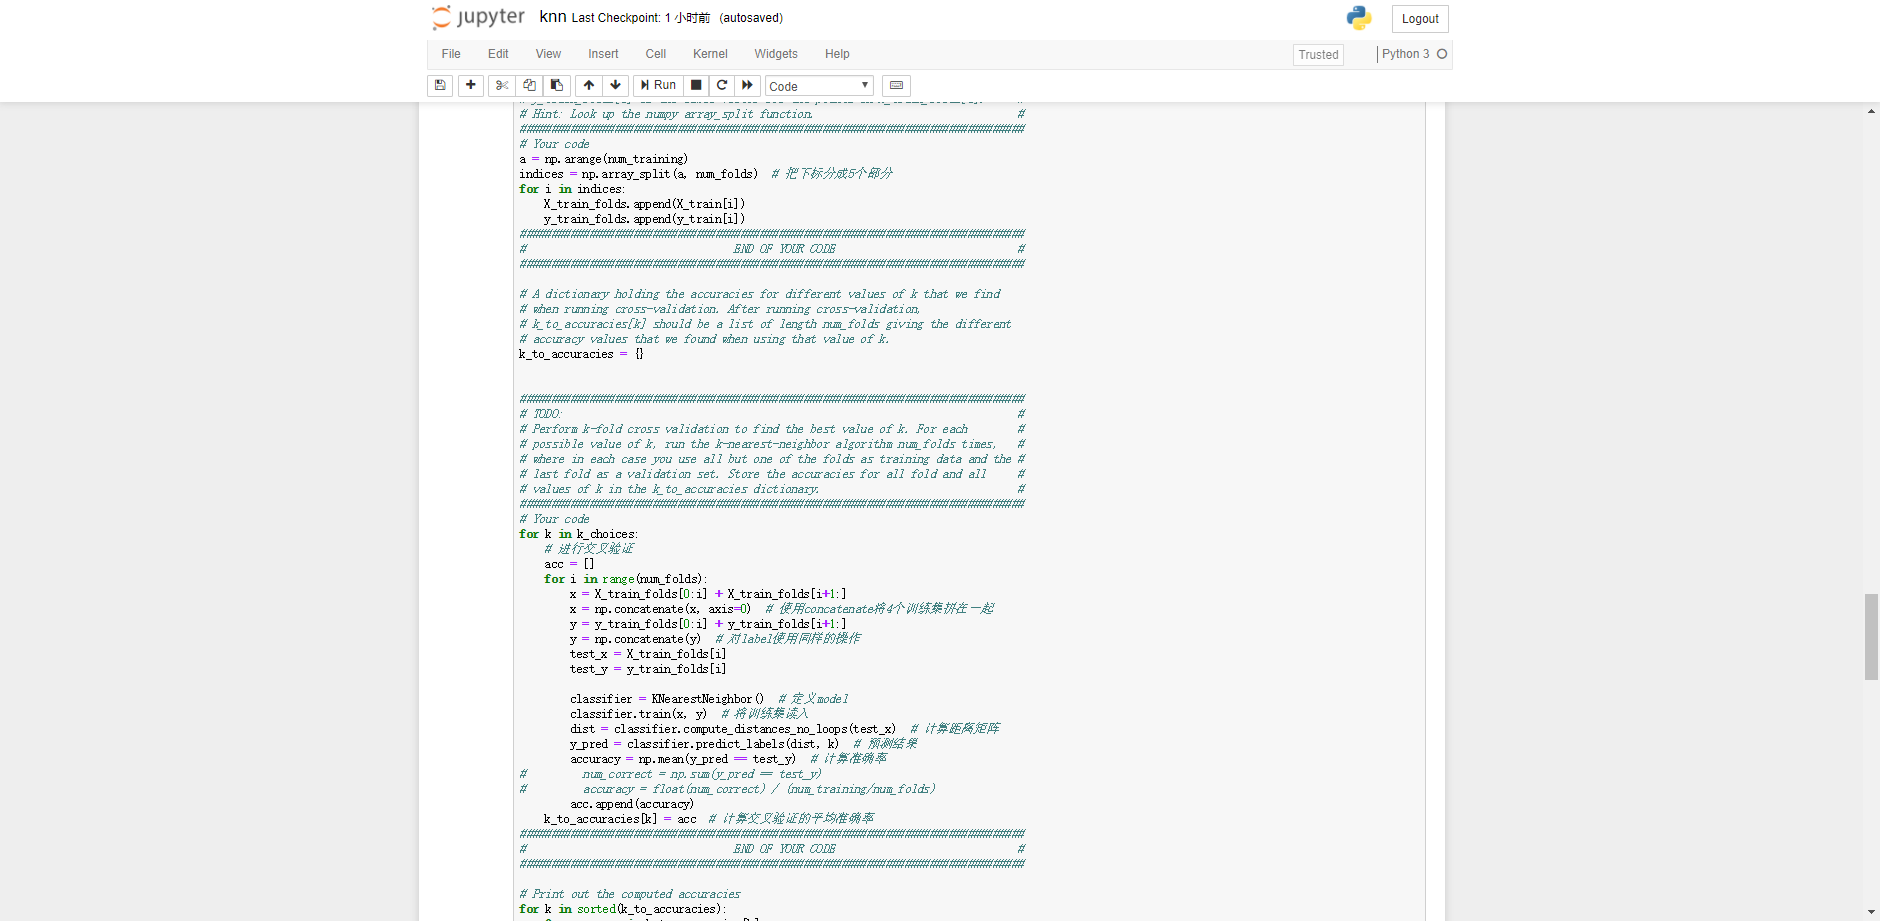 jupyter knn Last Checkpoint: 1 小时前 (autosaved) Logout
File Edit View Insert Cell Kernel Widgets Help Trusted Python 3
Run Code
# Hint: Look up the numpy array_split function. #
################################################################################
# Your code
a = np.arange(num_training)
indices = np.array_split(a, num_folds) # 把下标分成5个部分
for i in indices:
    X_train_folds.append(X_train[i])
    y_train_folds.append(y_train[i])
################################################################################
# END OF YOUR CODE #
################################################################################
# A dictionary holding the accuracies for different values of k that we find
# when running cross-validation. After running cross-validation,
# k_to_accuracies[k] should be a list of length num_folds giving the different
# accuracy values that we found when using that value of k.
k_to_accuracies = {}
################################################################################
# TODO: #
# Perform k-fold cross validation to find the best value of k. For each #
# possible value of k, run the k-nearest-neighbor algorithm num_folds times, #
# where in each case you use all but one of the folds as training data and the #
# last fold as a validation set. Store the accuracies for all fold and all #
# values of k in the k_to_accuracies dictionary. #
################################################################################
# Your code
for k in k_choices:
    # 进行交叉验证
    acc = []
    for i in range(num_folds):
        x = X_train_folds[0:i] + X_train_folds[i+1:]
        x = np.concatenate(x, axis=0) # 使用concatenate将4个训练集拼在一起
        y = y_train_folds[0:i] + y_train_folds[i+1:]
        y = np.concatenate(y) # 对label使用同样的操作
        test_x = X_train_folds[i]
        test_y = y_train_folds[i]
        classifier = KNearestNeighbor() # 定义model
        classifier.train(x, y) # 将训练集读入
        dist = classifier.compute_distances_no_loops(test_x) # 计算距离矩阵
        y_pred = classifier.predict_labels(dist, k) # 预测结果
        accuracy = np.mean(y_pred == test_y) # 计算准确率
#         num_correct = np.sum(y_pred == test_y)
#         accuracy = float(num_correct) / (num_training/num_folds)
        acc.append(accuracy)
    k_to_accuracies[k] = acc # 计算交叉验证的平均准确率
################################################################################
# END OF YOUR CODE #
################################################################################
# Print out the computed accuracies
for k in sorted(k_to_accuracies):